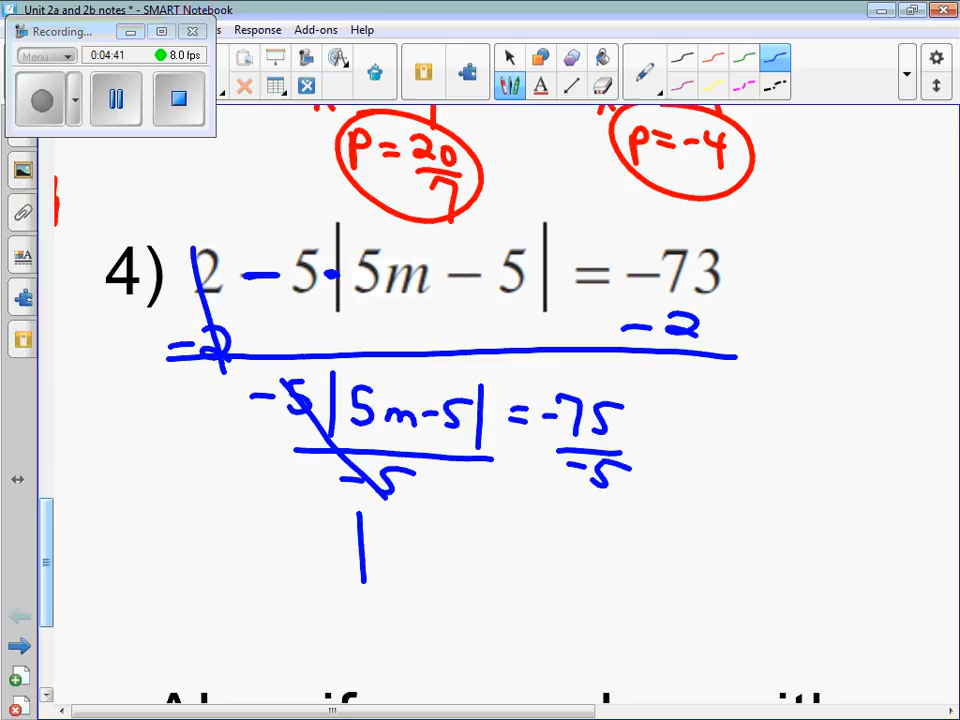 Unit 2a and 2b notes * - SMART Notebook
Recording...
Response Add-ons Help
Menu
0:04:41 8.0 fps
P = 20/7
p = -4
4) 2 - 5·|5m - 5| = -73
-2 -2
-5|5m-5| = -75
-5 -5
|